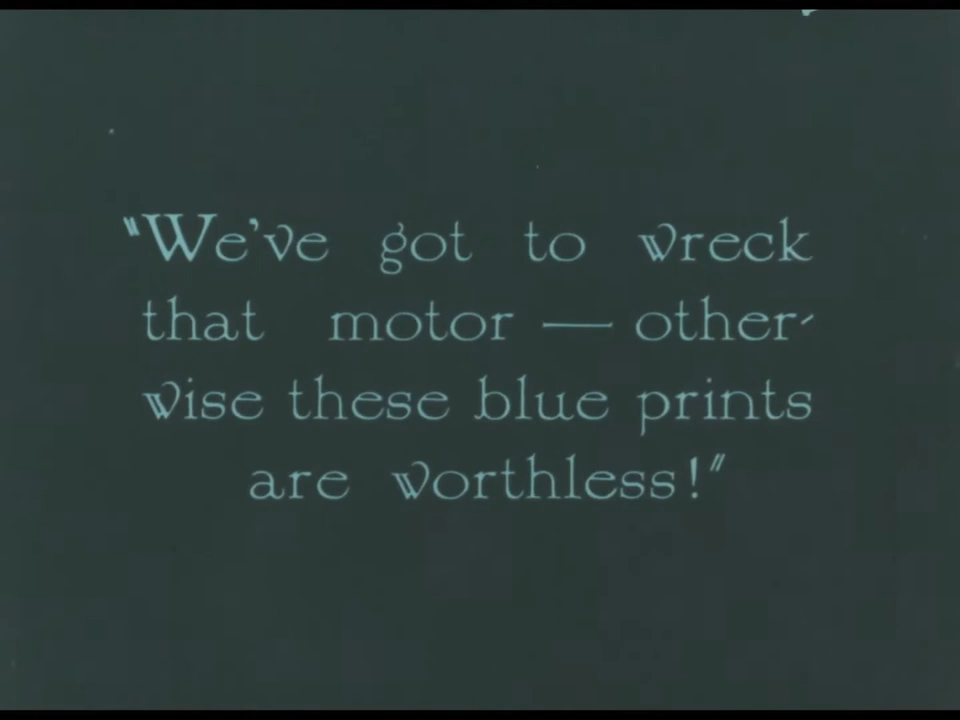 "We've got to wreck
that motor — other-
wise these blue prints
are worthless!"